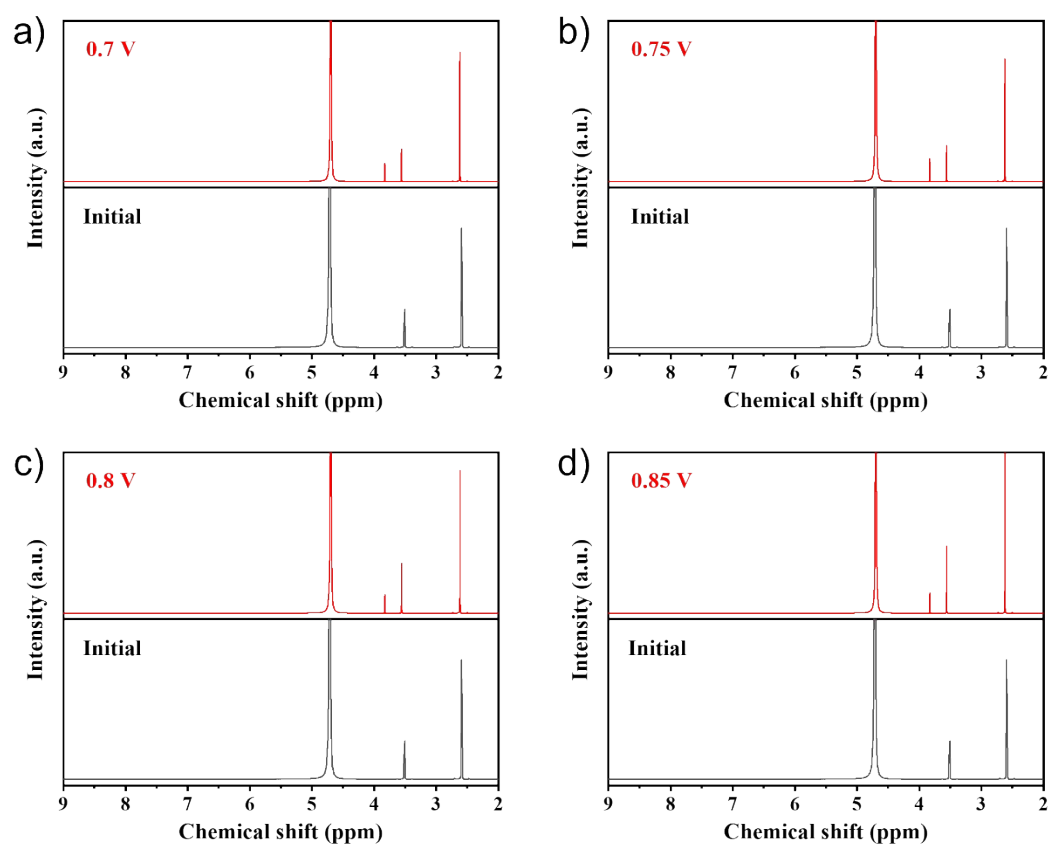 a)
0.7 V
Initial
Intensity (a.u.)
9 8 7 6 5 4 3 2
Chemical shift (ppm)
b)
0.75 V
Initial
Intensity (a.u.)
9 8 7 6 5 4 3 2
Chemical shift (ppm)
c)
0.8 V
Initial
Intensity (a.u.)
9 8 7 6 5 4 3 2
Chemical shift (ppm)
d)
0.85 V
Initial
Intensity (a.u.)
9 8 7 6 5 4 3 2
Chemical shift (ppm)